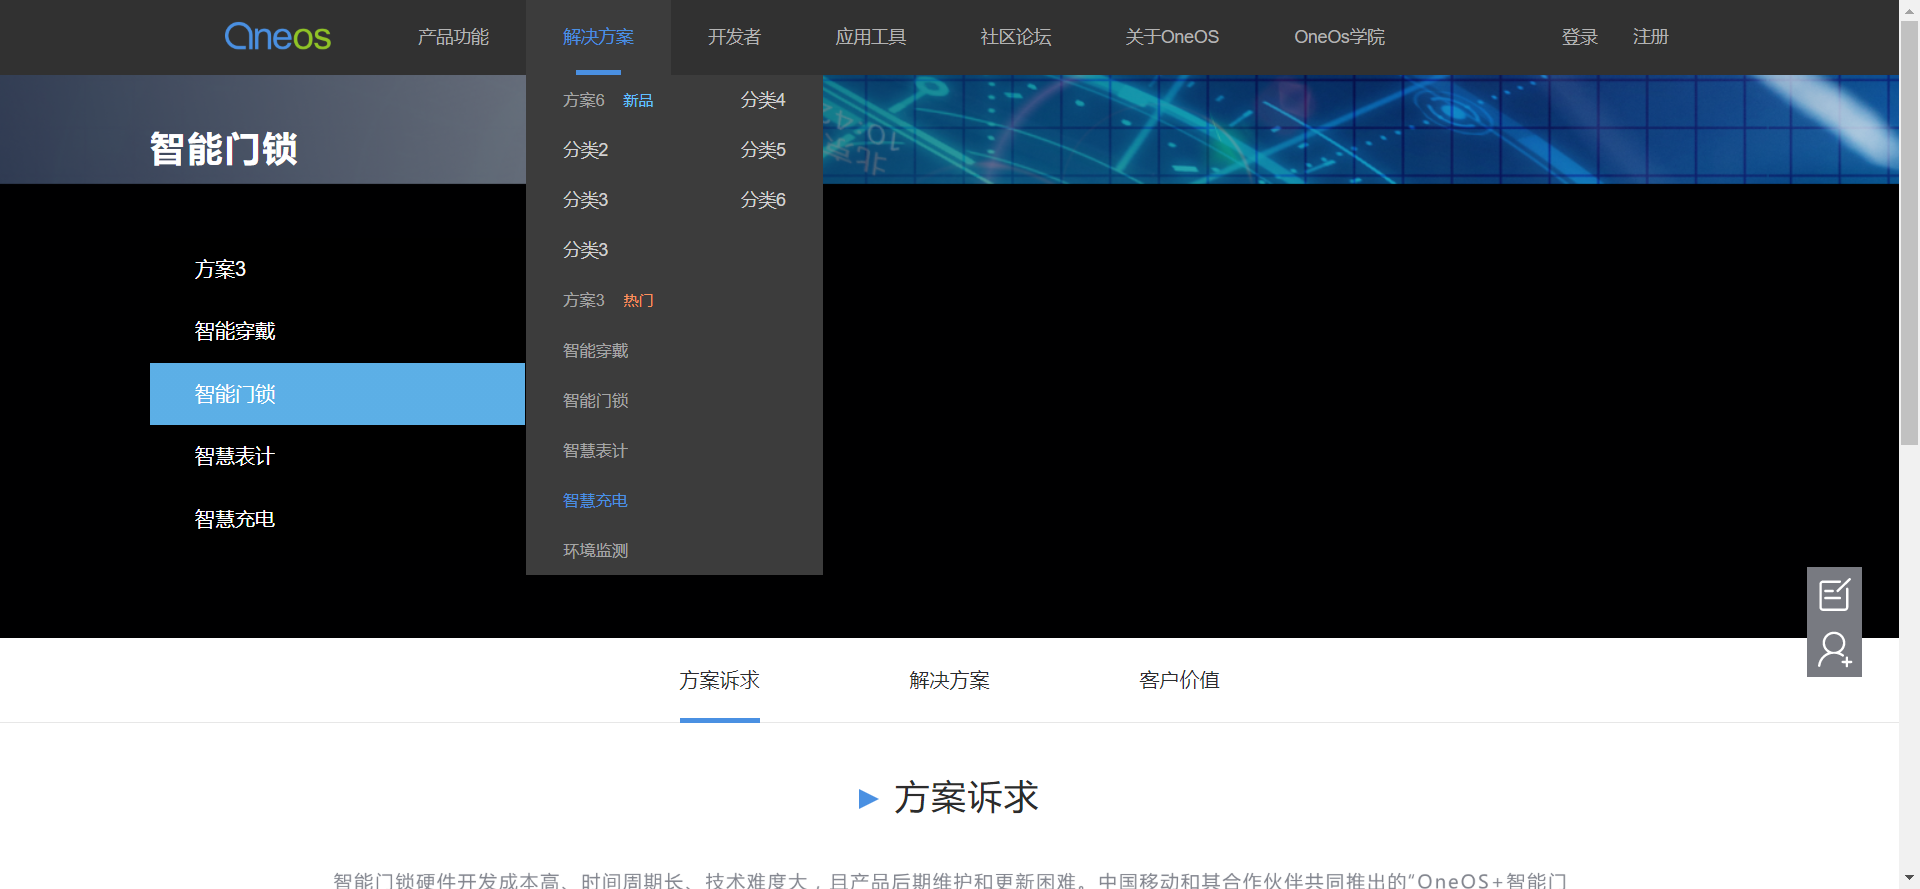 Oneos 产品功能 解决方案 开发者 应用工具 社区论坛 关于OneOS OneOs学院 登录 注册
智能门锁
方案6 新品 分类4
分类2 分类5
分类3 分类6
分类3
方案3 热门
智能穿戴
智能门锁
智慧表计
智慧充电
环境监测
方案3
智能穿戴
智能门锁
智慧表计
智慧充电
方案诉求 解决方案 客户价值
方案诉求
智能门锁硬件开发成本高、时间周期长、技术难度大，且产品后期维护和更新困难。中国移动和其合作伙伴共同推出的“OneOS+智能门